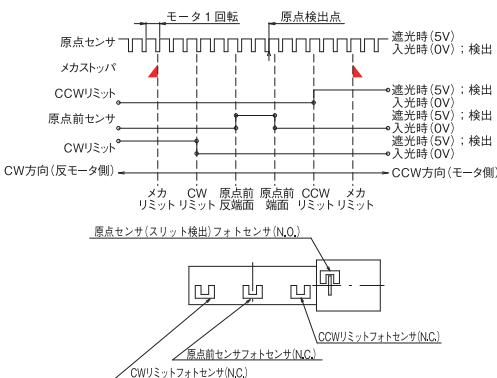 モータ１回転
原点検出点
原点センサ
遮光時(5V)
入光時(0V)；検出
メカストッパ
CCWリミット
遮光時(5V)；検出
入光時(0V)
原点前センサ
遮光時(5V)；検出
入光時(0V)
CWリミット
遮光時(5V)；検出
入光時(0V)
CW方向(反モータ側)
CCW方向(モータ側)
メカ
リミット
CW
リミット
原点前
反端面
原点前
端面
CCW
リミット
メカ
リミット
原点センサ(スリット検出)フォトセンサ(N.O.)
CCWリミットフォトセンサ(N.C.)
原点前センサフォトセンサ(N.C.)
CWリミットフォトセンサ(N.C.)